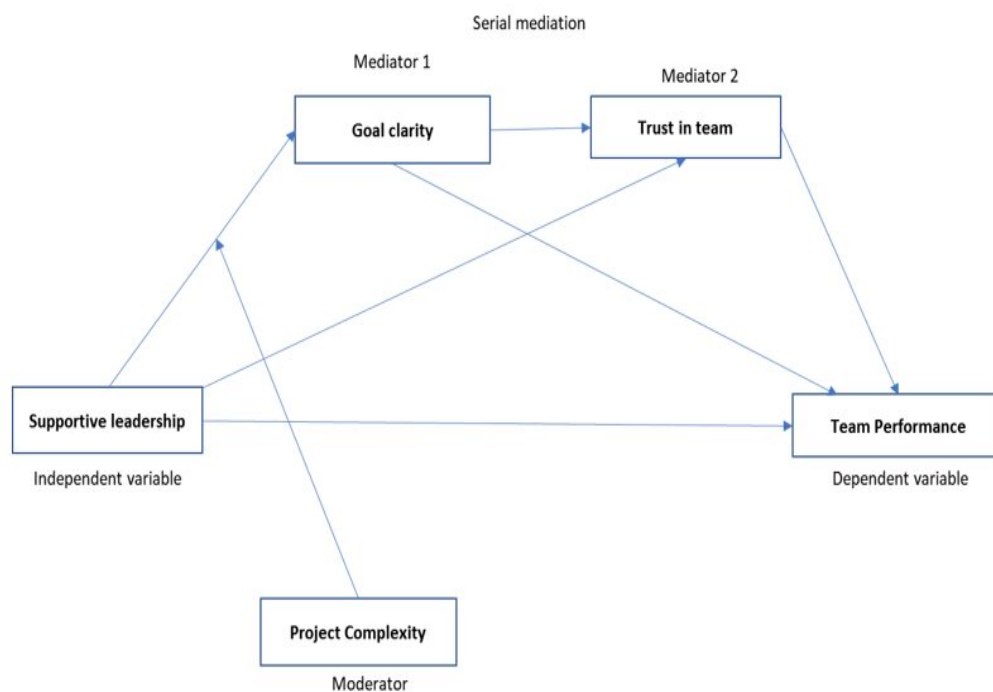 Serial mediation
Mediator 1
Mediator 2
Goal clarity
Trust in team
Supportive leadership
Team Performance
Independent variable
Dependent variable
Project Complexity
Moderator